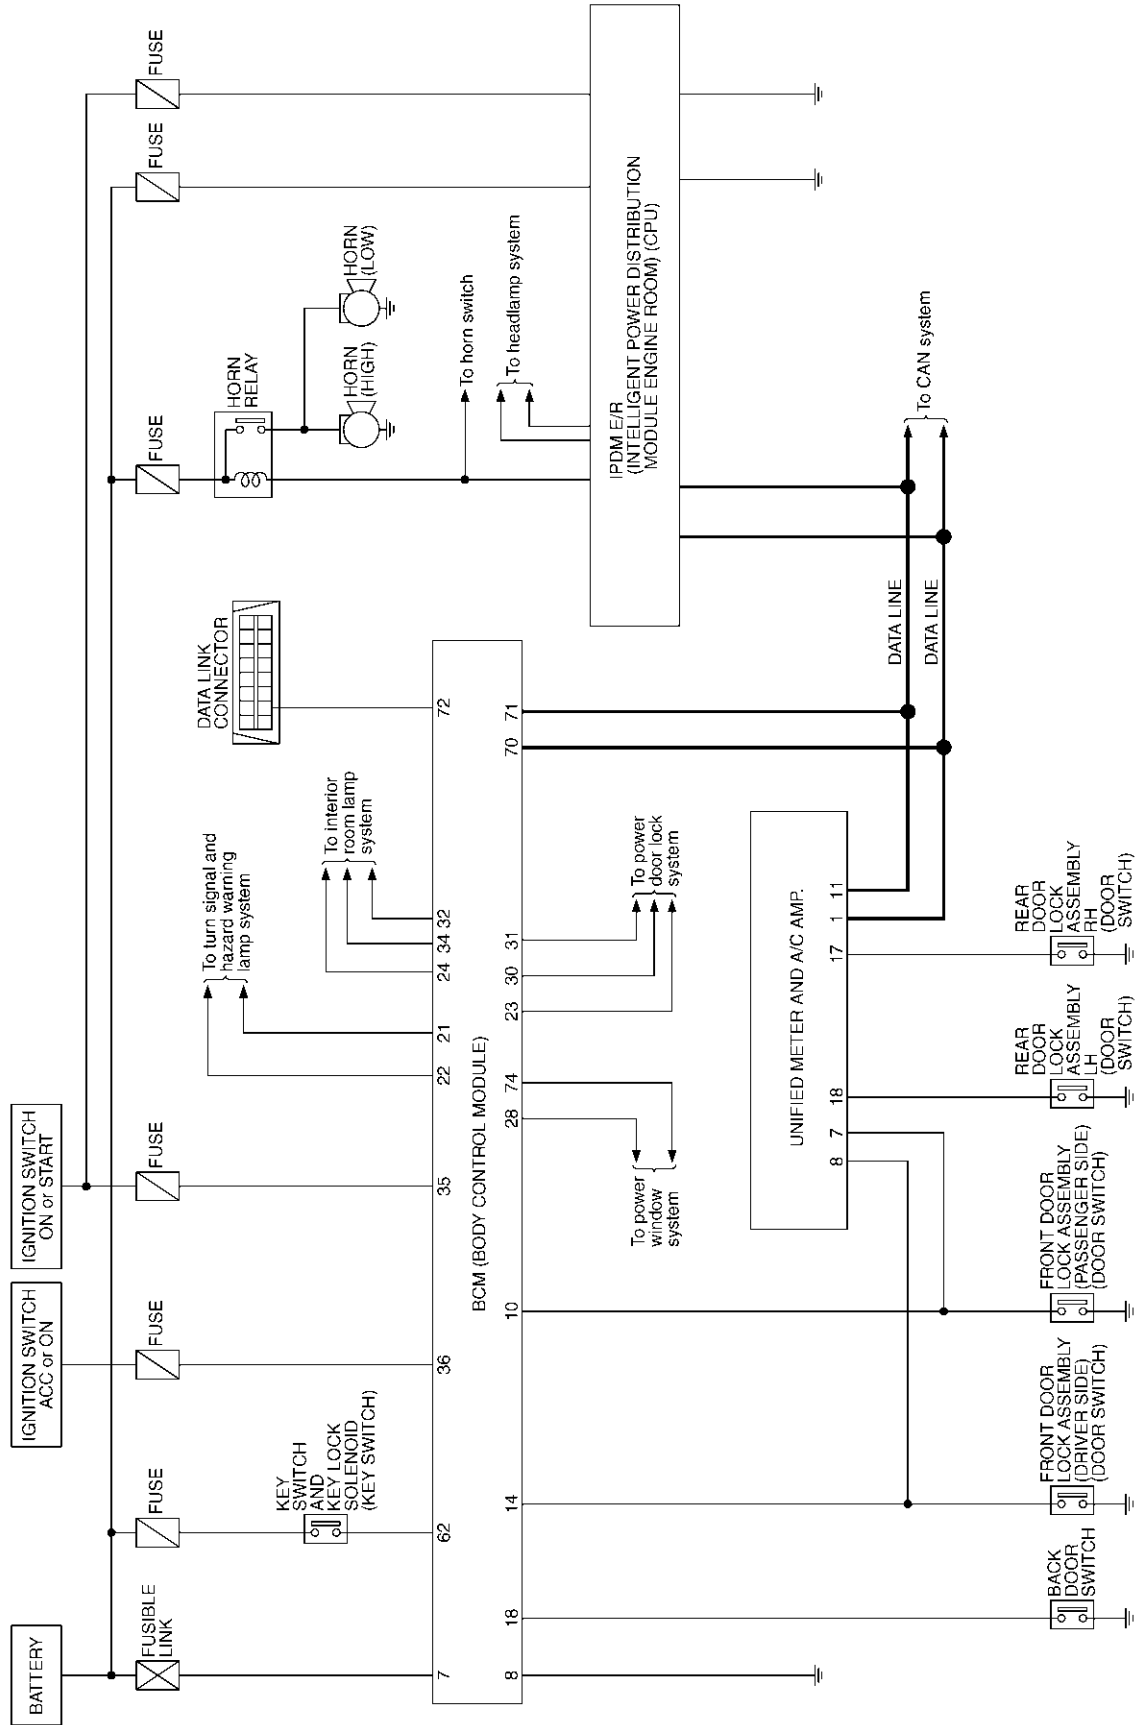 BATTERY
IGNITION SWITCH
ACC or ON
IGNITION SWITCH
ON or START
FUSIBLE
LINK
FUSE
FUSE
FUSE
FUSE
FUSE
FUSE
KEY
SWITCH
AND
KEY LOCK
SOLENOID
(KEY SWITCH)
To turn signal and
hazard warning
lamp system
To interior
room lamp
system
DATA LINK
CONNECTOR
HORN
RELAY
HORN
(HIGH)
HORN
(LOW)
To horn switch
To headlamp system
7
62
36
35
22
21
24
34
32
72
BCM (BODY CONTROL MODULE)
8
18
14
10
28
74
23
30
31
70
71
IPDM E/R
(INTELLIGENT POWER DISTRIBUTION
MODULE ENGINE ROOM) (CPU)
To power
window
system
To power
door lock
system
UNIFIED METER AND A/C AMP.
8
7
18
17
1
11
DATA LINE
DATA LINE
To CAN system
BACK
DOOR
SWITCH
FRONT DOOR
LOCK ASSEMBLY
(DRIVER SIDE)
(DOOR SWITCH)
FRONT DOOR
LOCK ASSEMBLY
(PASSENGER SIDE)
(DOOR SWITCH)
REAR
DOOR
LOCK
ASSEMBLY
LH
(DOOR
SWITCH)
REAR
DOOR
LOCK
ASSEMBLY
RH
(DOOR
SWITCH)